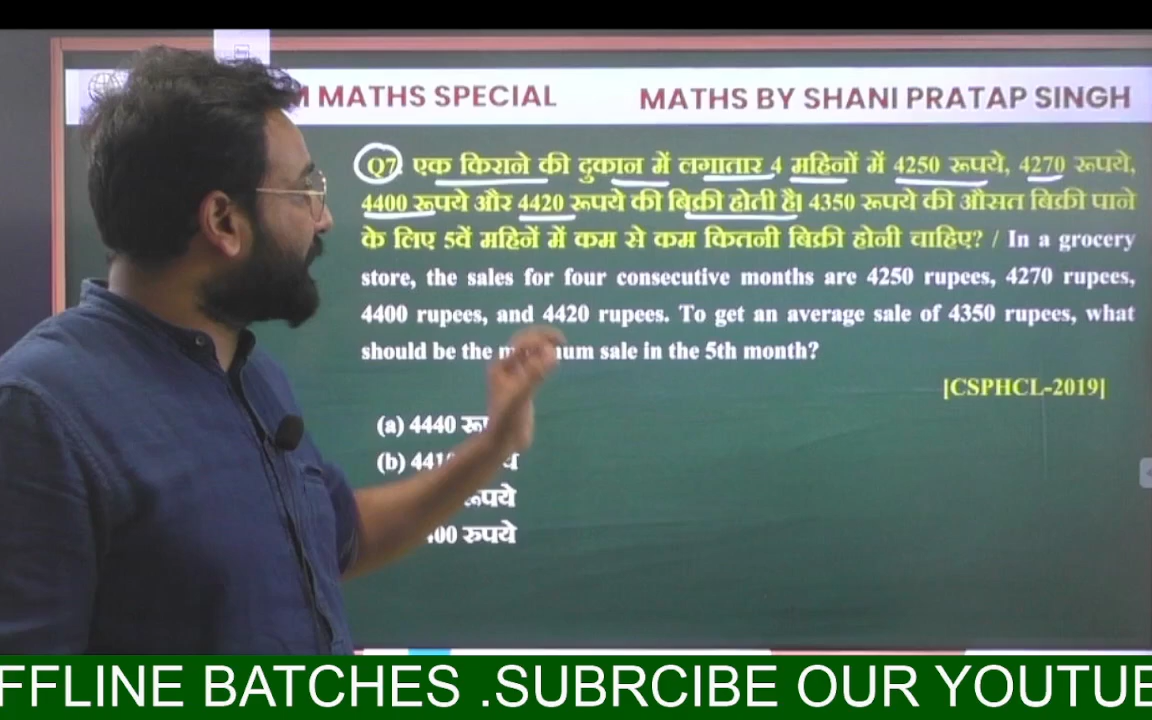 M MATHS SPECIAL
MATHS BY SHANI PRATAP SINGH
Q7. एक किराने की दुकान में लगातार 4 महिनों में 4250 रूपये, 4270 रूपये,
4400 रूपये और 4420 रूपये की बिक्री होती है। 4350 रूपये की औसत बिक्री पाने
के लिए 5वें महिनें में कम से कम कितनी बिक्री होनी चाहिए? / In a grocery
store, the sales for four consecutive months are 4250 rupees, 4270 rupees,
4400 rupees, and 4420 rupees. To get an average sale of 4350 rupees, what
should be the sale in the 5th month?
[CSPHCL-2019]
(a) 4440
(b)
रूपये
रुपये
FFLINE BATCHES .SUBRCIBE OUR YOUTUBE